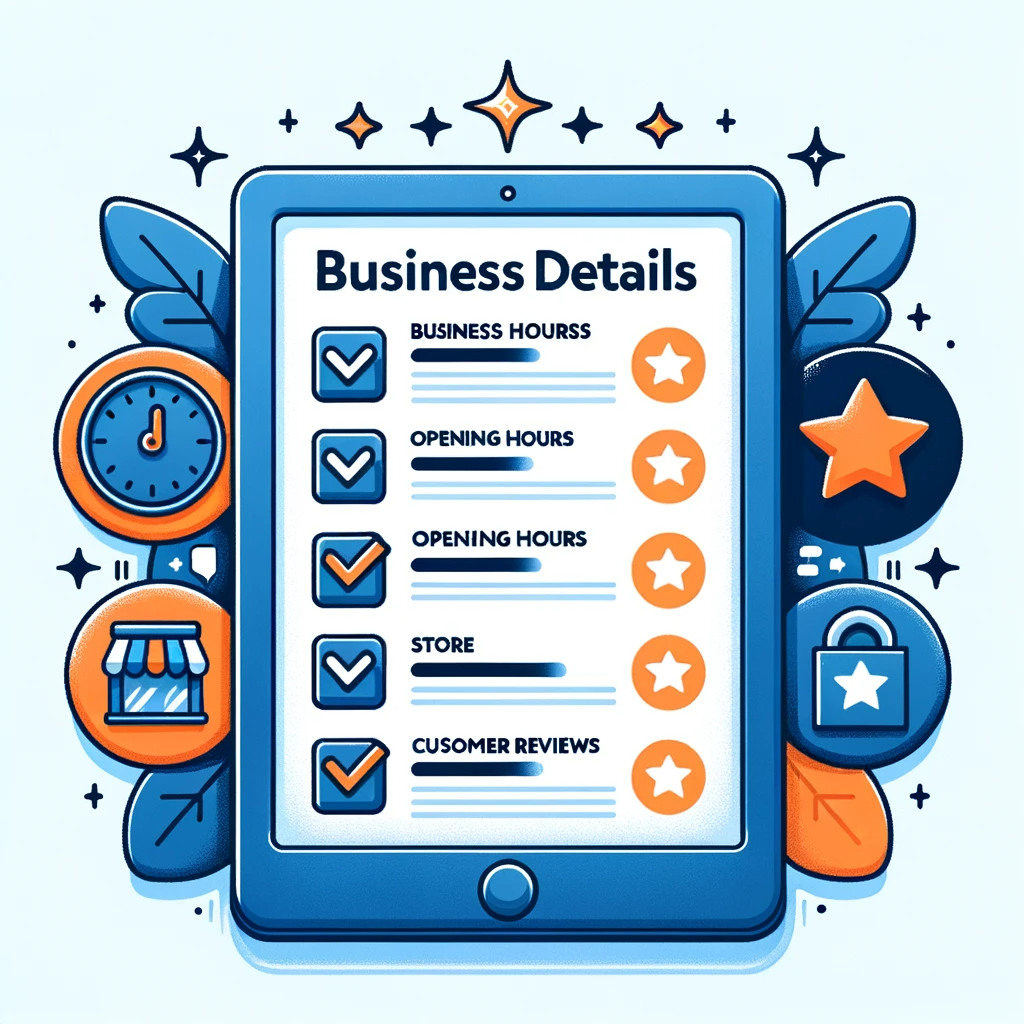 Business Details
BUSINESS HOURSS
OPENING HOURS
OPENING HOURS
STORE
CUSOMER REVIEWS